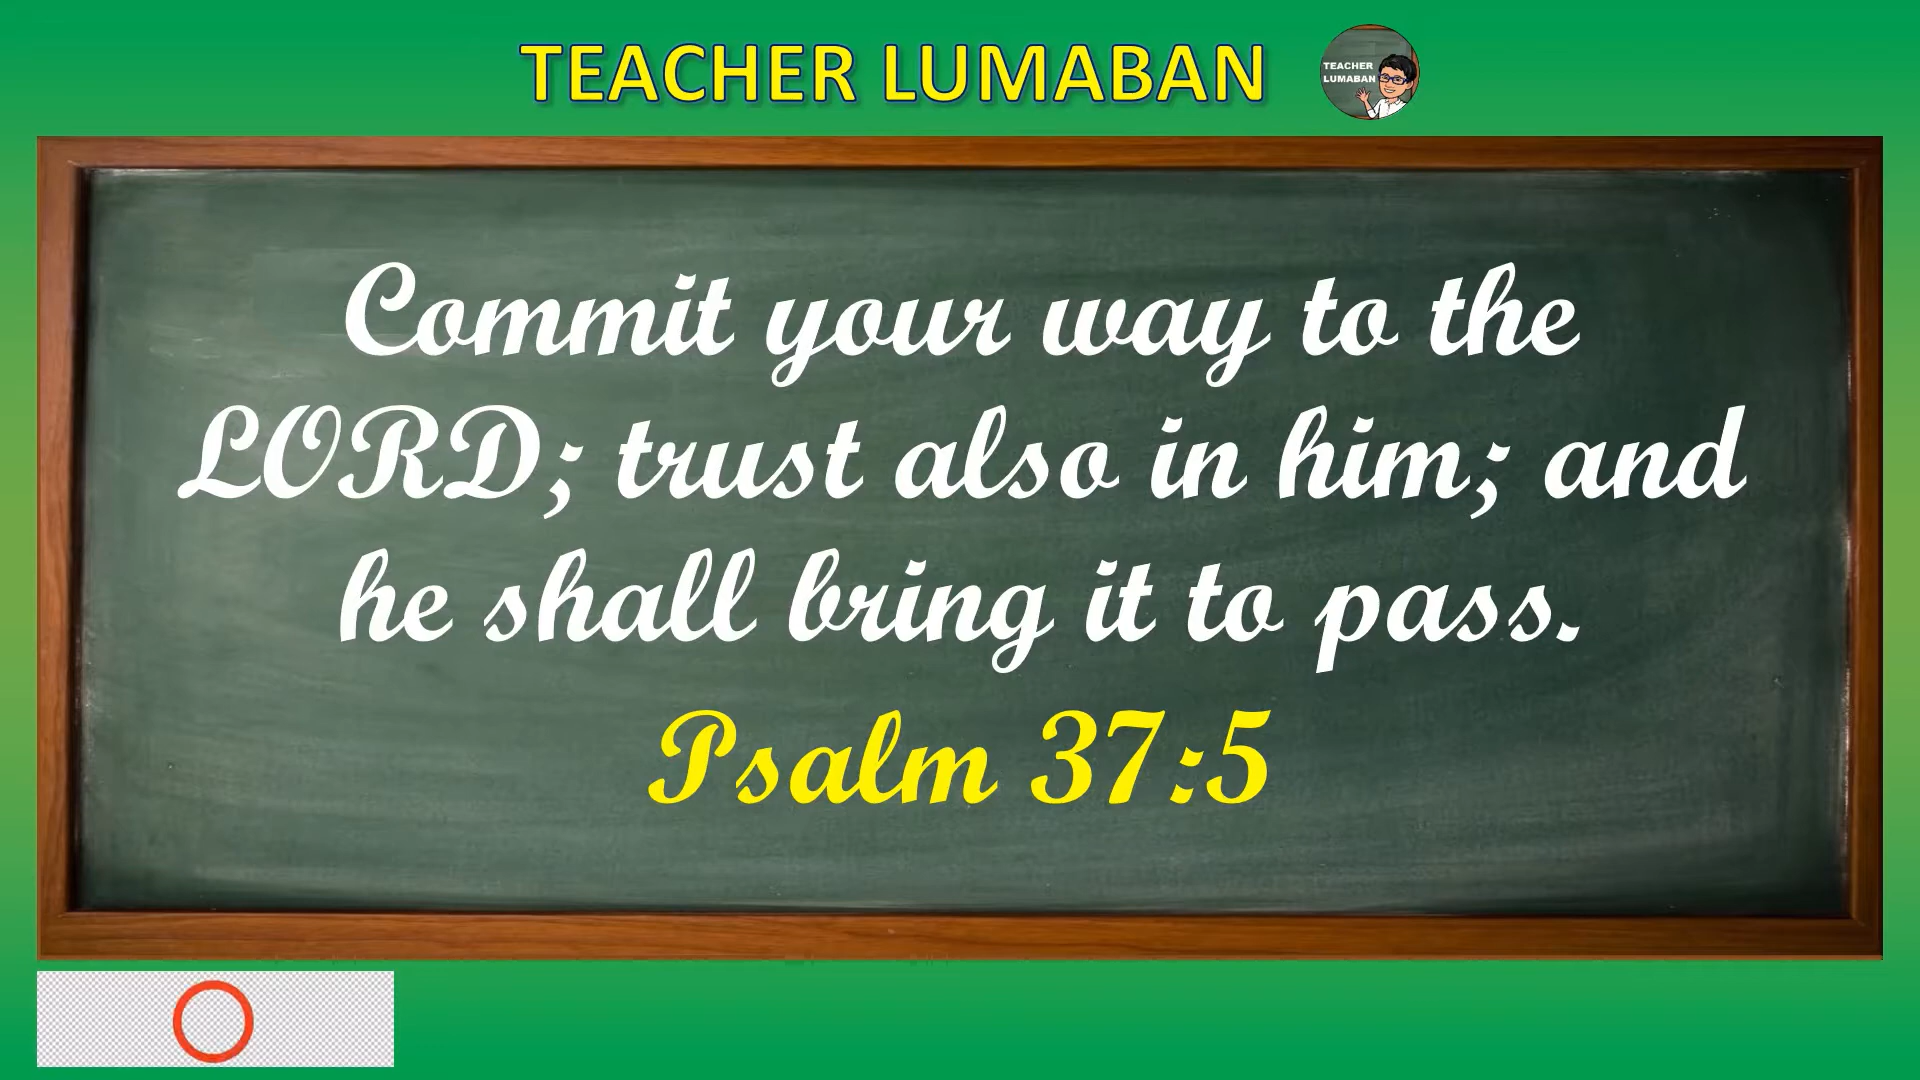 TEACHER LUMABAN
TEACHER
LUMABAN
Commit your way to the
LORD; trust also in him; and
he shall bring it to pass.
Psalm 37:5